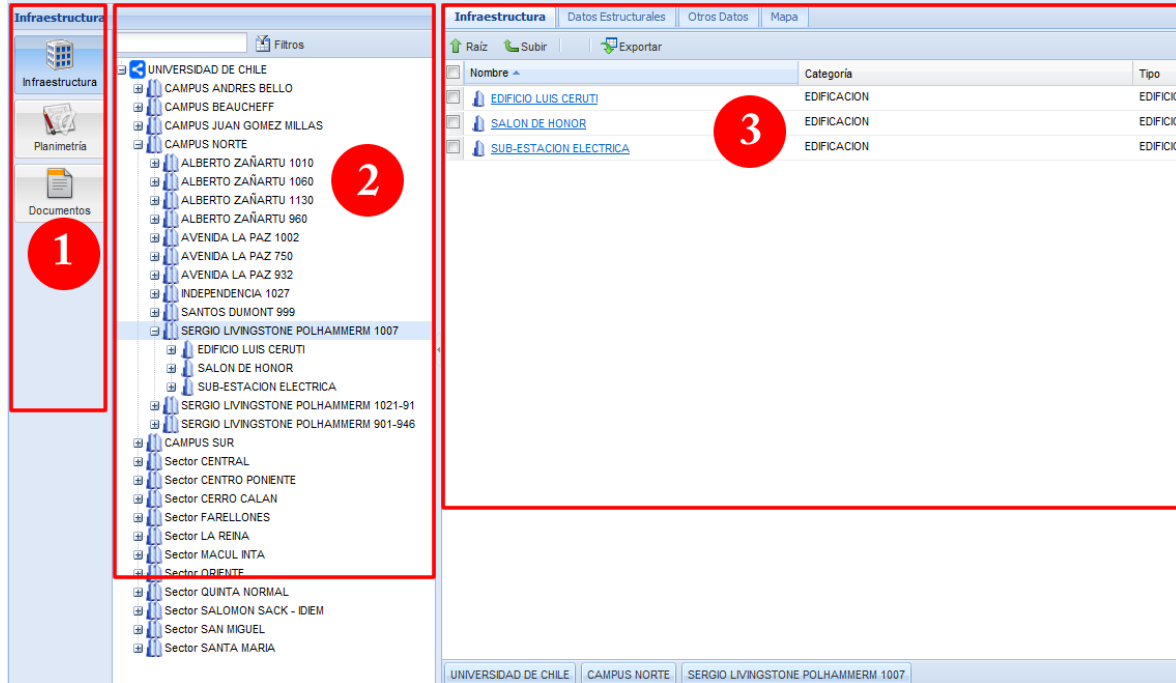 Infraestructura
Infraestructura
Planimetría
Documentos
1
Filtros
UNIVERSIDAD DE CHILE
CAMPUS ANDRES BELLO
CAMPUS BEAUCHEFF
CAMPUS JUAN GOMEZ MILLAS
CAMPUS NORTE
ALBERTO ZAÑARTU 1010
ALBERTO ZAÑARTU 1060
ALBERTO ZAÑARTU 1130
ALBERTO ZAÑARTU 960
AVENIDA LA PAZ 1002
AVENIDA LA PAZ 750
AVENIDA LA PAZ 932
INDEPENDENCIA 1027
SANTOS DUMONT 999
SERGIO LIVINGSTONE POLHAMMERM 1007
EDIFICIO LUIS CERUTI
SALON DE HONOR
SUB-ESTACION ELECTRICA
SERGIO LIVINGSTONE POLHAMMERM 1021-91
SERGIO LIVINGSTONE POLHAMMERM 901-946
CAMPUS SUR
Sector CENTRAL
Sector CENTRO PONIENTE
Sector CERRO CALAN
Sector FARELLONES
Sector LA REINA
Sector MACUL INTA
Sector ORIENTE
Sector QUINTA NORMAL
Sector SALOMON SACK - IDIEM
Sector SAN MIGUEL
Sector SANTA MARIA
2
Infraestructura Datos Estructurales Otros Datos Mapa
Raíz Subir Exportar
Nombre Categoría Tipo
EDIFICIO LUIS CERUTI EDIFICACION EDIFICIO
SALON DE HONOR EDIFICACION EDIFICIO
SUB-ESTACION ELECTRICA EDIFICACION EDIFICIO
3
UNIVERSIDAD DE CHILE CAMPUS NORTE SERGIO LIVINGSTONE POLHAMMERM 1007